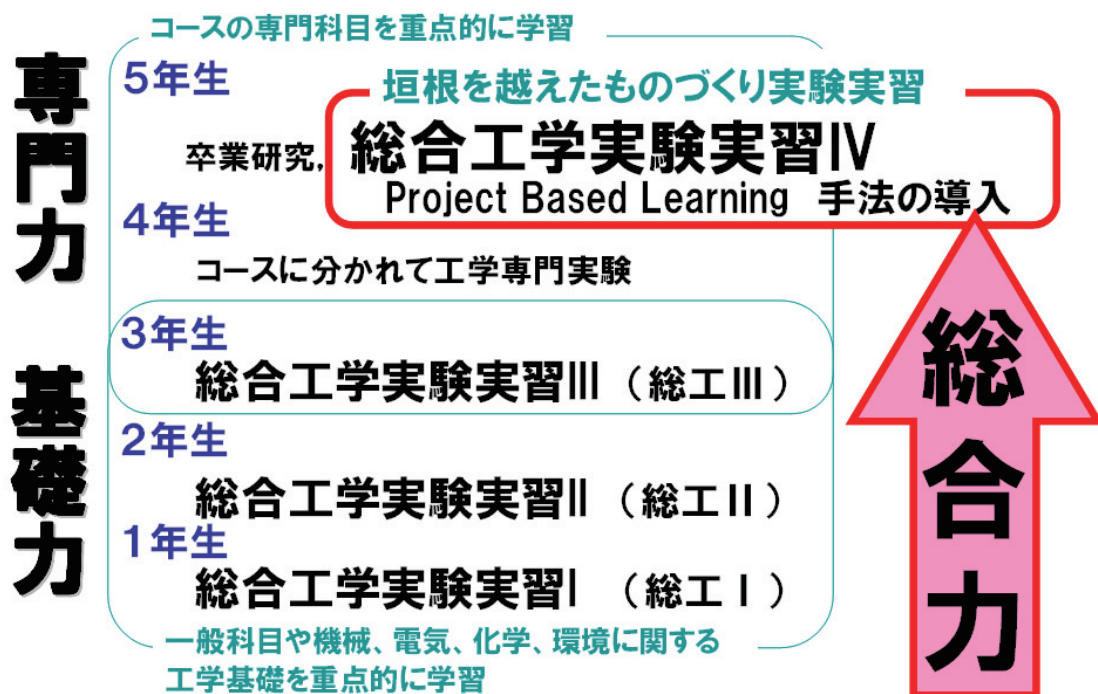 コースの専門科目を重点的に学習
専門力
5年生
垣根を越えたものづくり実験実習
卒業研究,
総合工学実験実習Ⅳ
Project Based Learning 手法の導入
4年生
コースに分かれて工学専門実験
基礎力
3年生
総合工学実験実習Ⅲ (総工Ⅲ)
2年生
総合工学実験実習Ⅱ (総工Ⅱ)
1年生
総合工学実験実習Ⅰ (総工Ⅰ)
一般科目や機械、電気、化学、環境に関する
工学基礎を重点的に学習
総合力